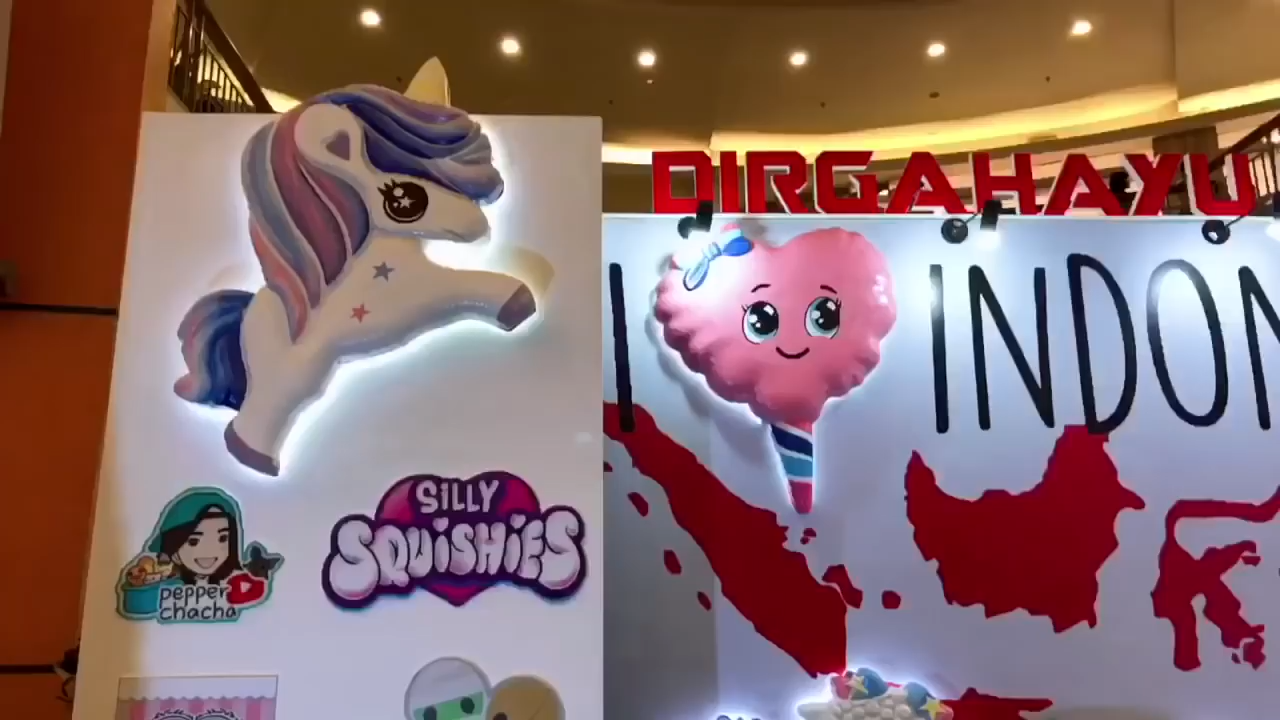 DIRGAHAYU
I INDON
SiLLY
SQUiSHiES
pepper
chacha